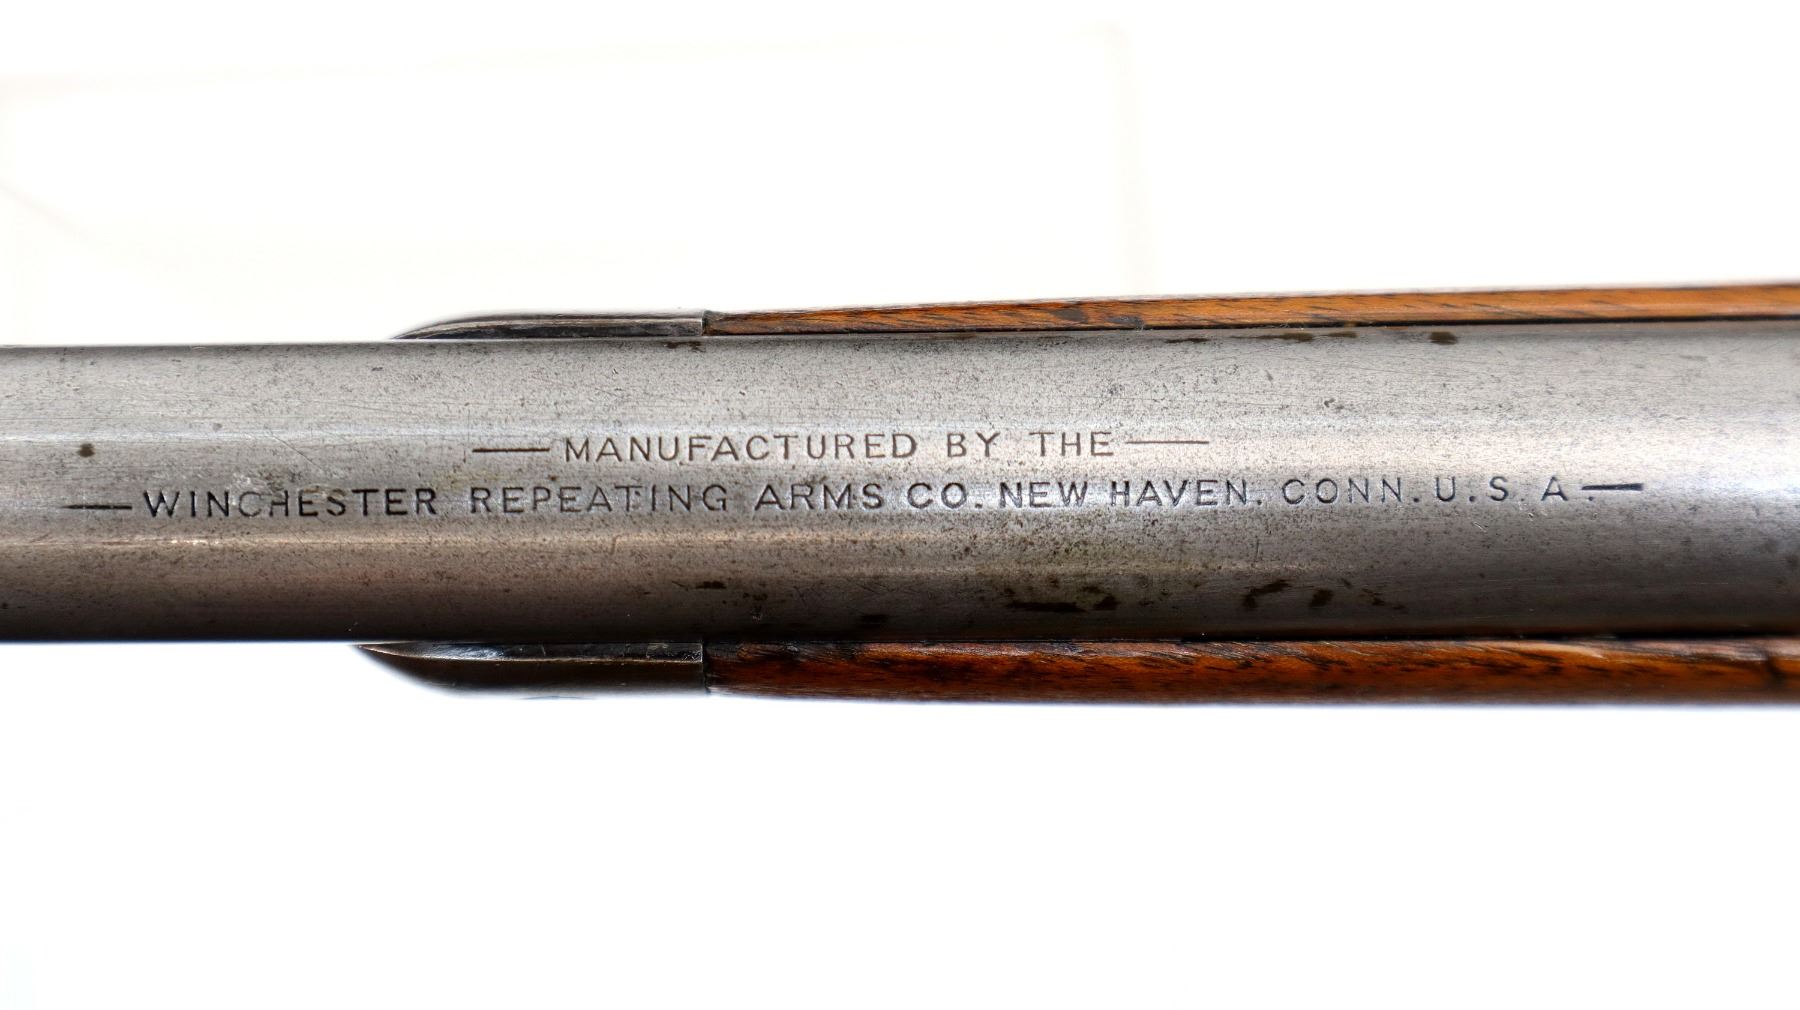 —MANUFACTURED BY THE—
—WINCHESTER REPEATING ARMS CO. NEW HAVEN. CONN. U.S.A.—